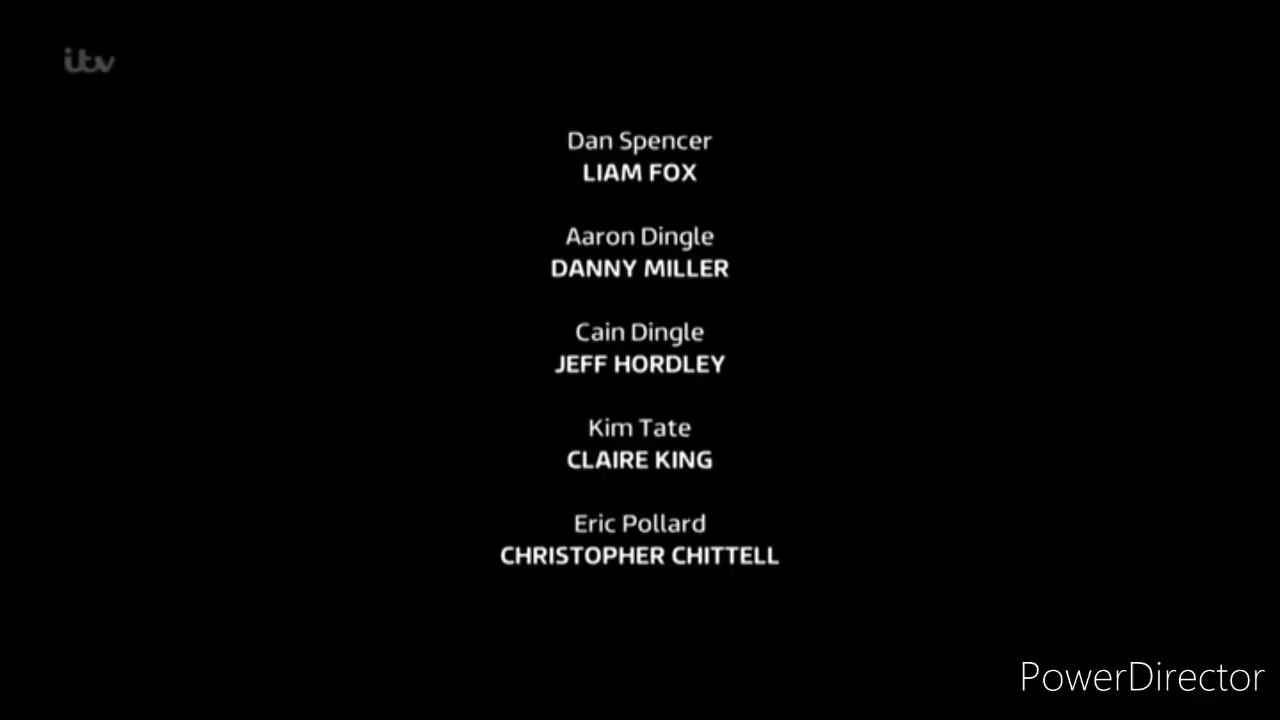 itv
Dan Spencer
LIAM FOX
Aaron Dingle
DANNY MILLER
Cain Dingle
JEFF HORDLEY
Kim Tate
CLAIRE KING
Eric Pollard
CHRISTOPHER CHITTELL
PowerDirector